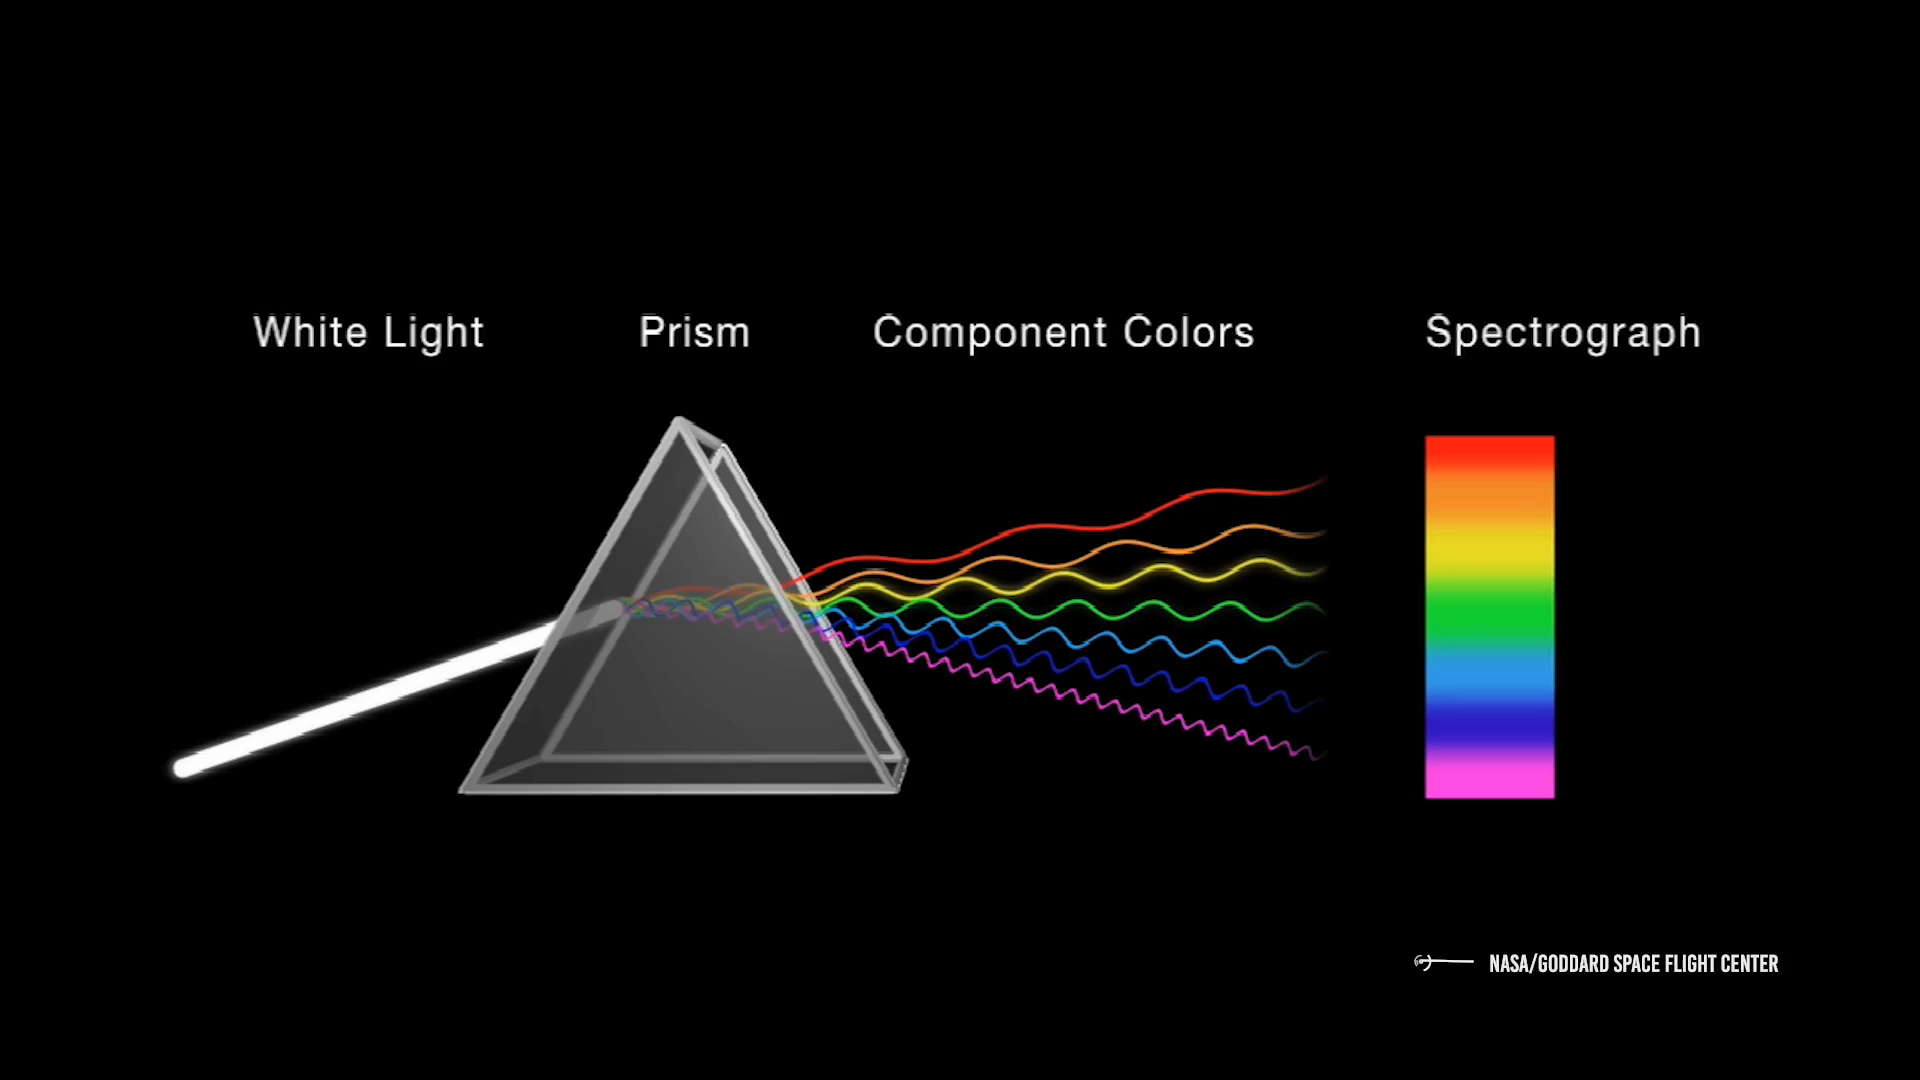 White Light
Prism
Component Colors
Spectrograph
NASA/GODDARD SPACE FLIGHT CENTER